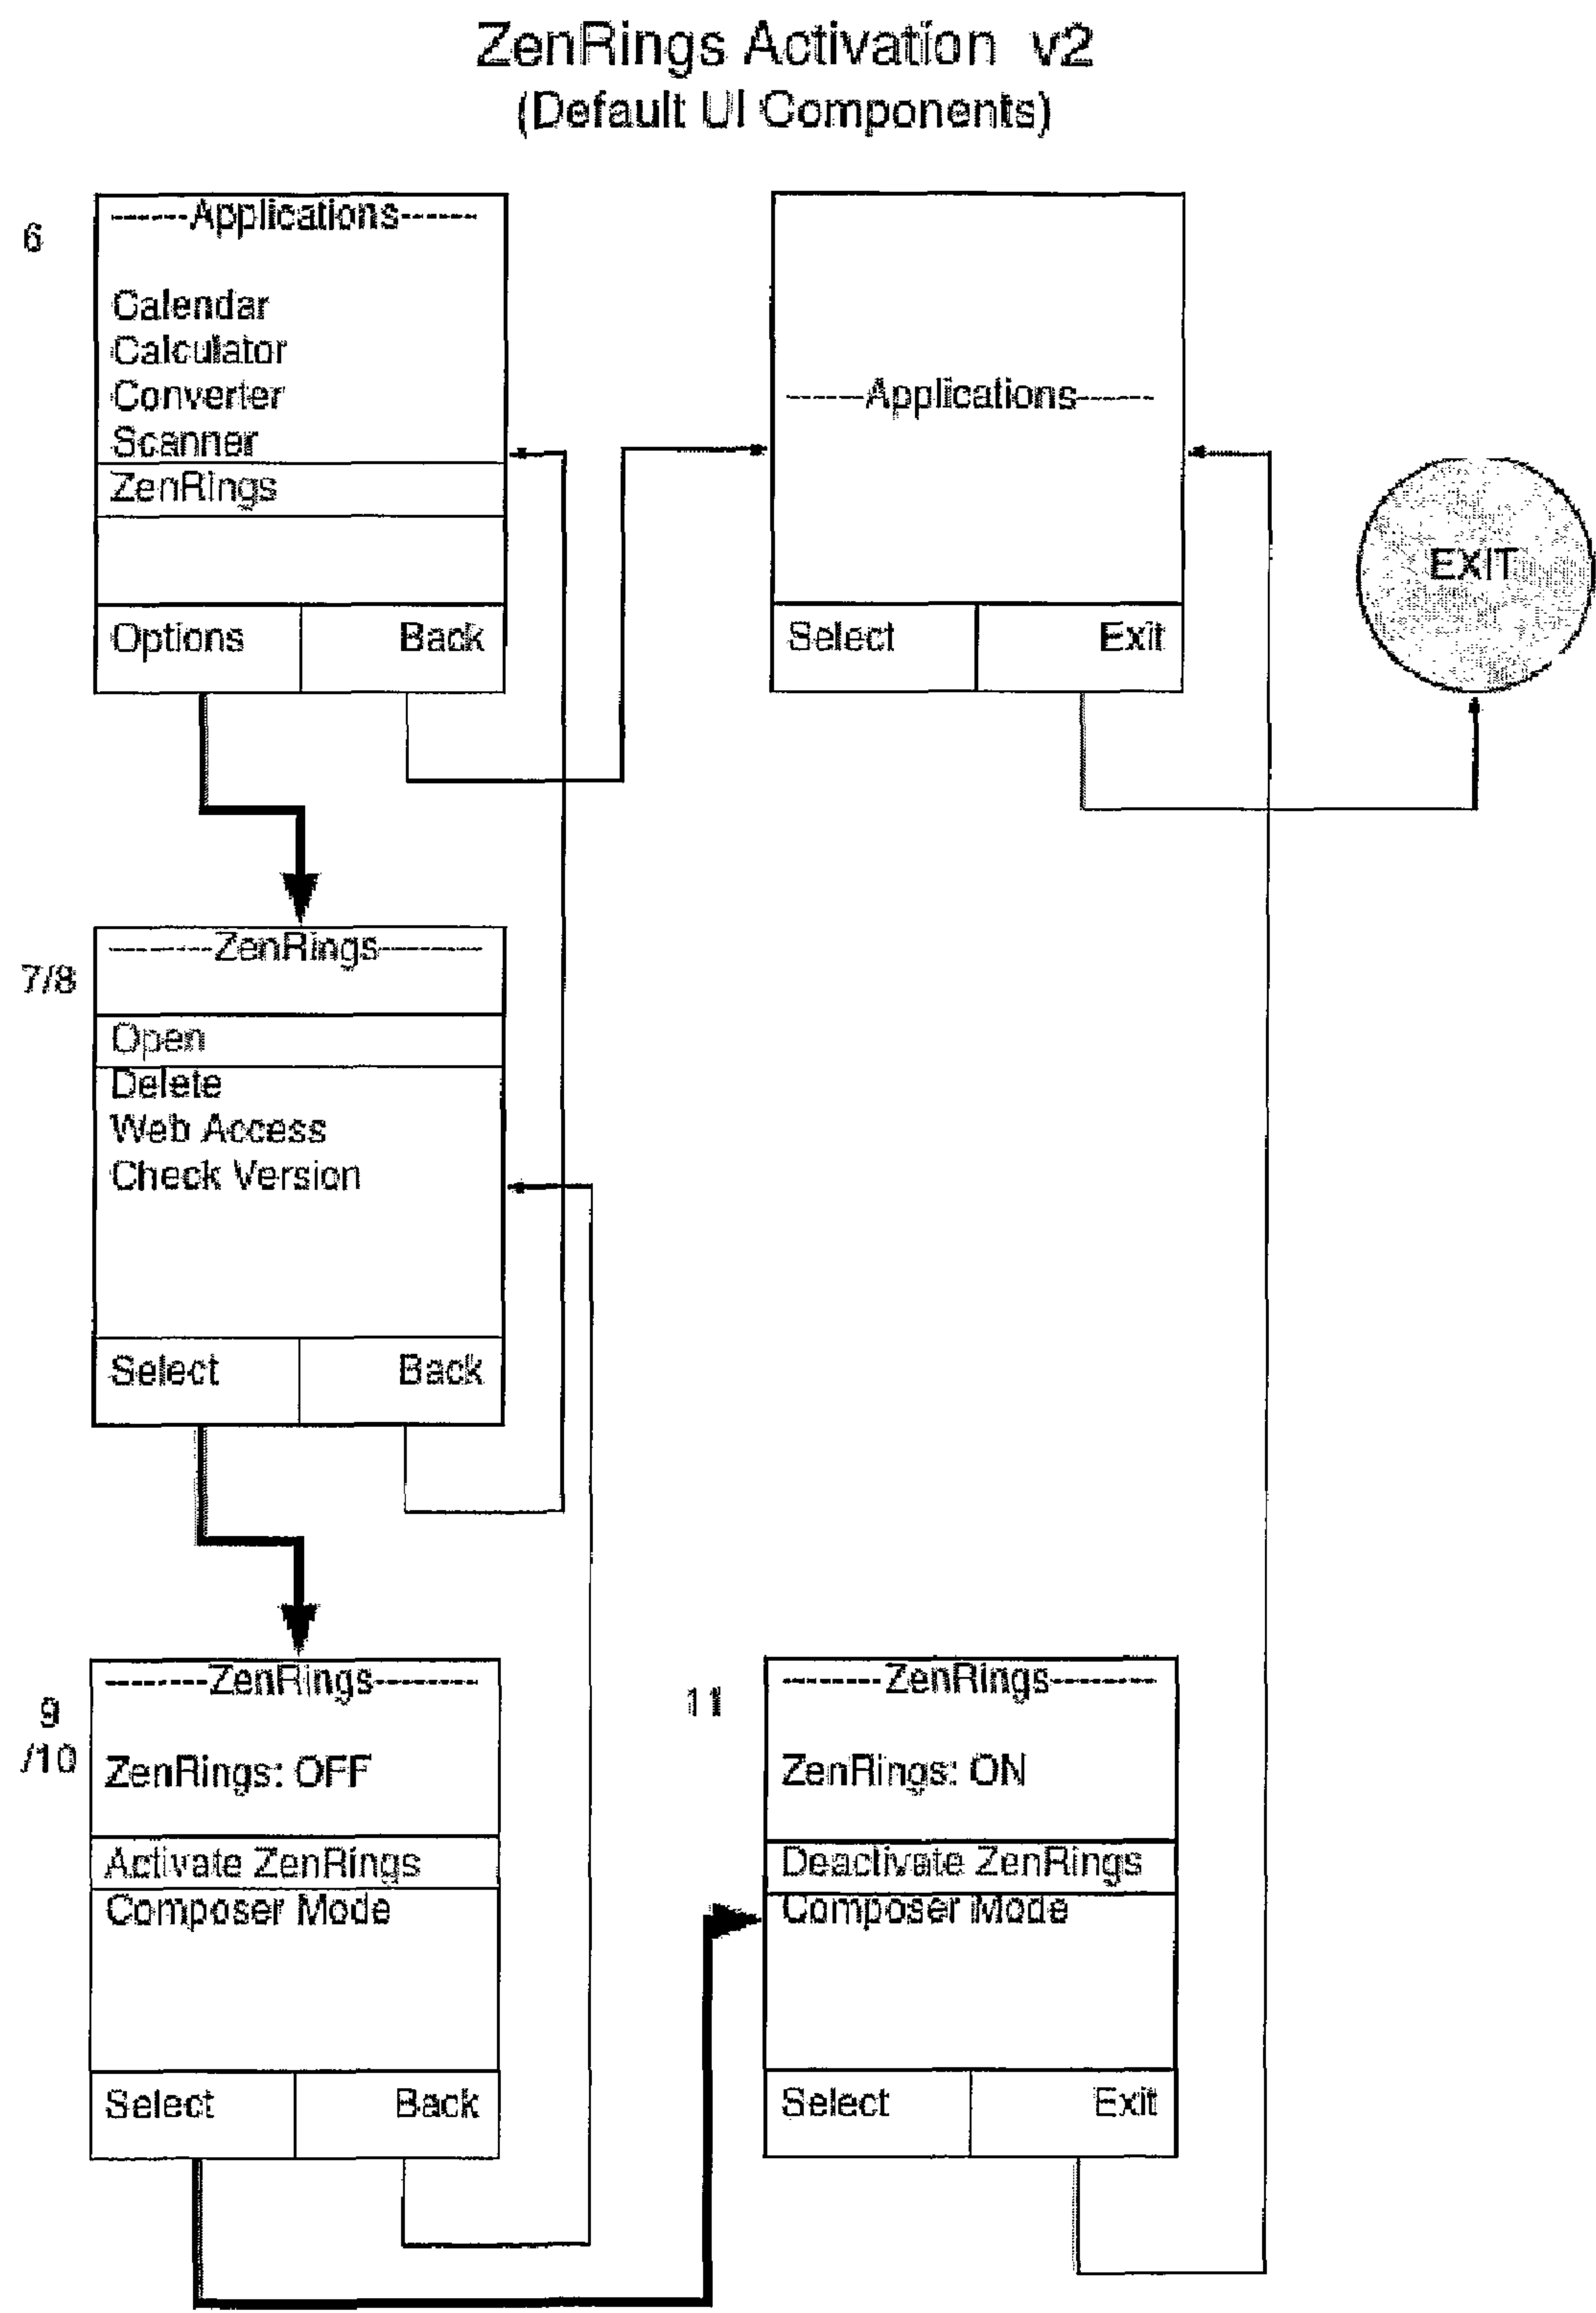 ZenRings Activation v2
(Default UI Components)
6
------Applications------
Calendar
Calculator
Converter
Scanner
ZenRings
Options Back
------Applications------
Select Exit
EXIT
7/8
--------ZenRings--------
Open
Delete
Web Access
Check Version
Select Back
9
/10
--------ZenRings--------
ZenRings: OFF
Activate ZenRings
Composer Mode
Select Back
11
--------ZenRings--------
ZenRings: ON
Deactivate ZenRings
Composer Mode
Select Exit